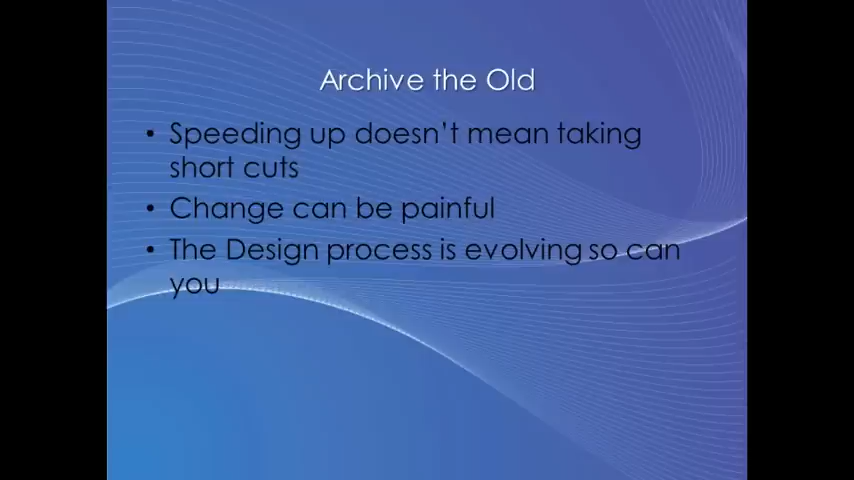 Archive the Old
• Speeding up doesn't mean taking
short cuts
• Change can be painful
• The Design process is evolving so can
you